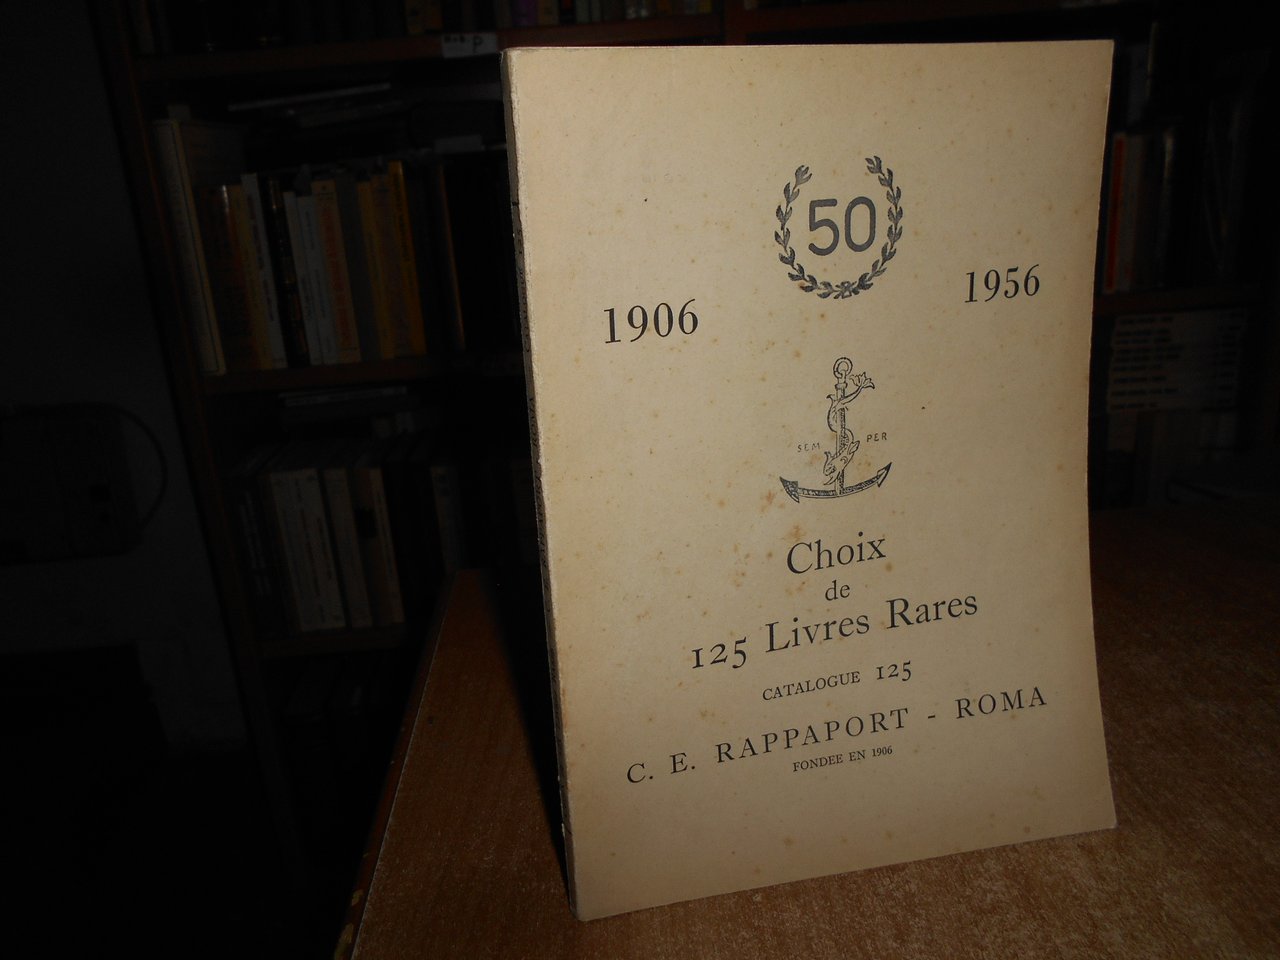 50
1906 1956
SEM PER
Choix
de
125 Livres Rares
CATALOGUE 125
C. E. RAPPAPORT - ROMA
FONDEE EN 1906
P